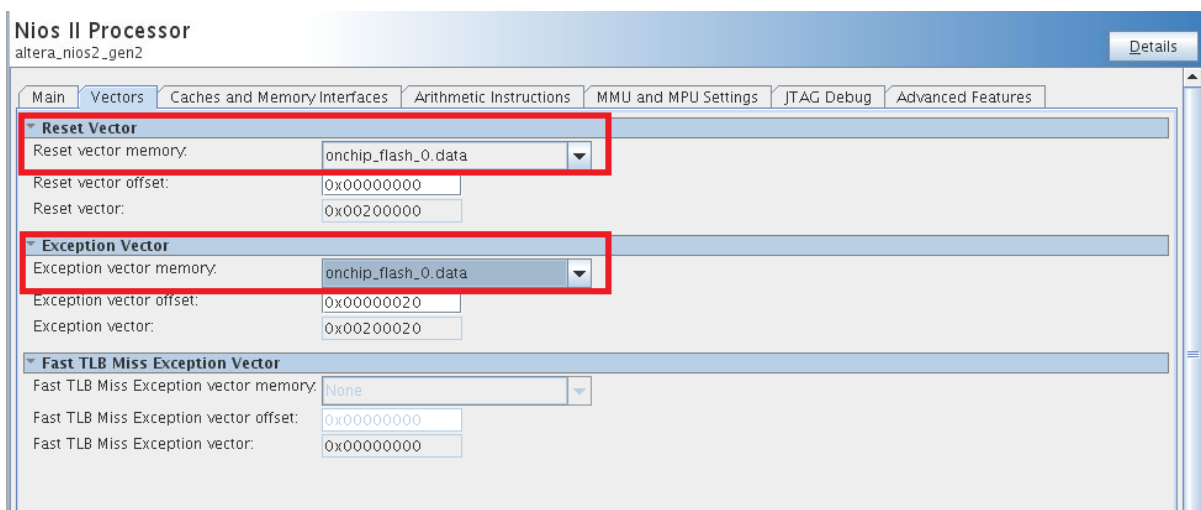 Nios II Processor
altera_nios2_gen2
Details
Main Vectors Caches and Memory Interfaces Arithmetic Instructions MMU and MPU Settings JTAG Debug Advanced Features
Reset Vector
Reset vector memory: onchip_flash_0.data
Reset vector offset: 0x00000000
Reset vector: 0x00200000
Exception Vector
Exception vector memory: onchip_flash_0.data
Exception vector offset: 0x00000020
Exception vector: 0x00200020
Fast TLB Miss Exception Vector
Fast TLB Miss Exception vector memory: None
Fast TLB Miss Exception vector offset: 0x00000000
Fast TLB Miss Exception vector: 0x00000000